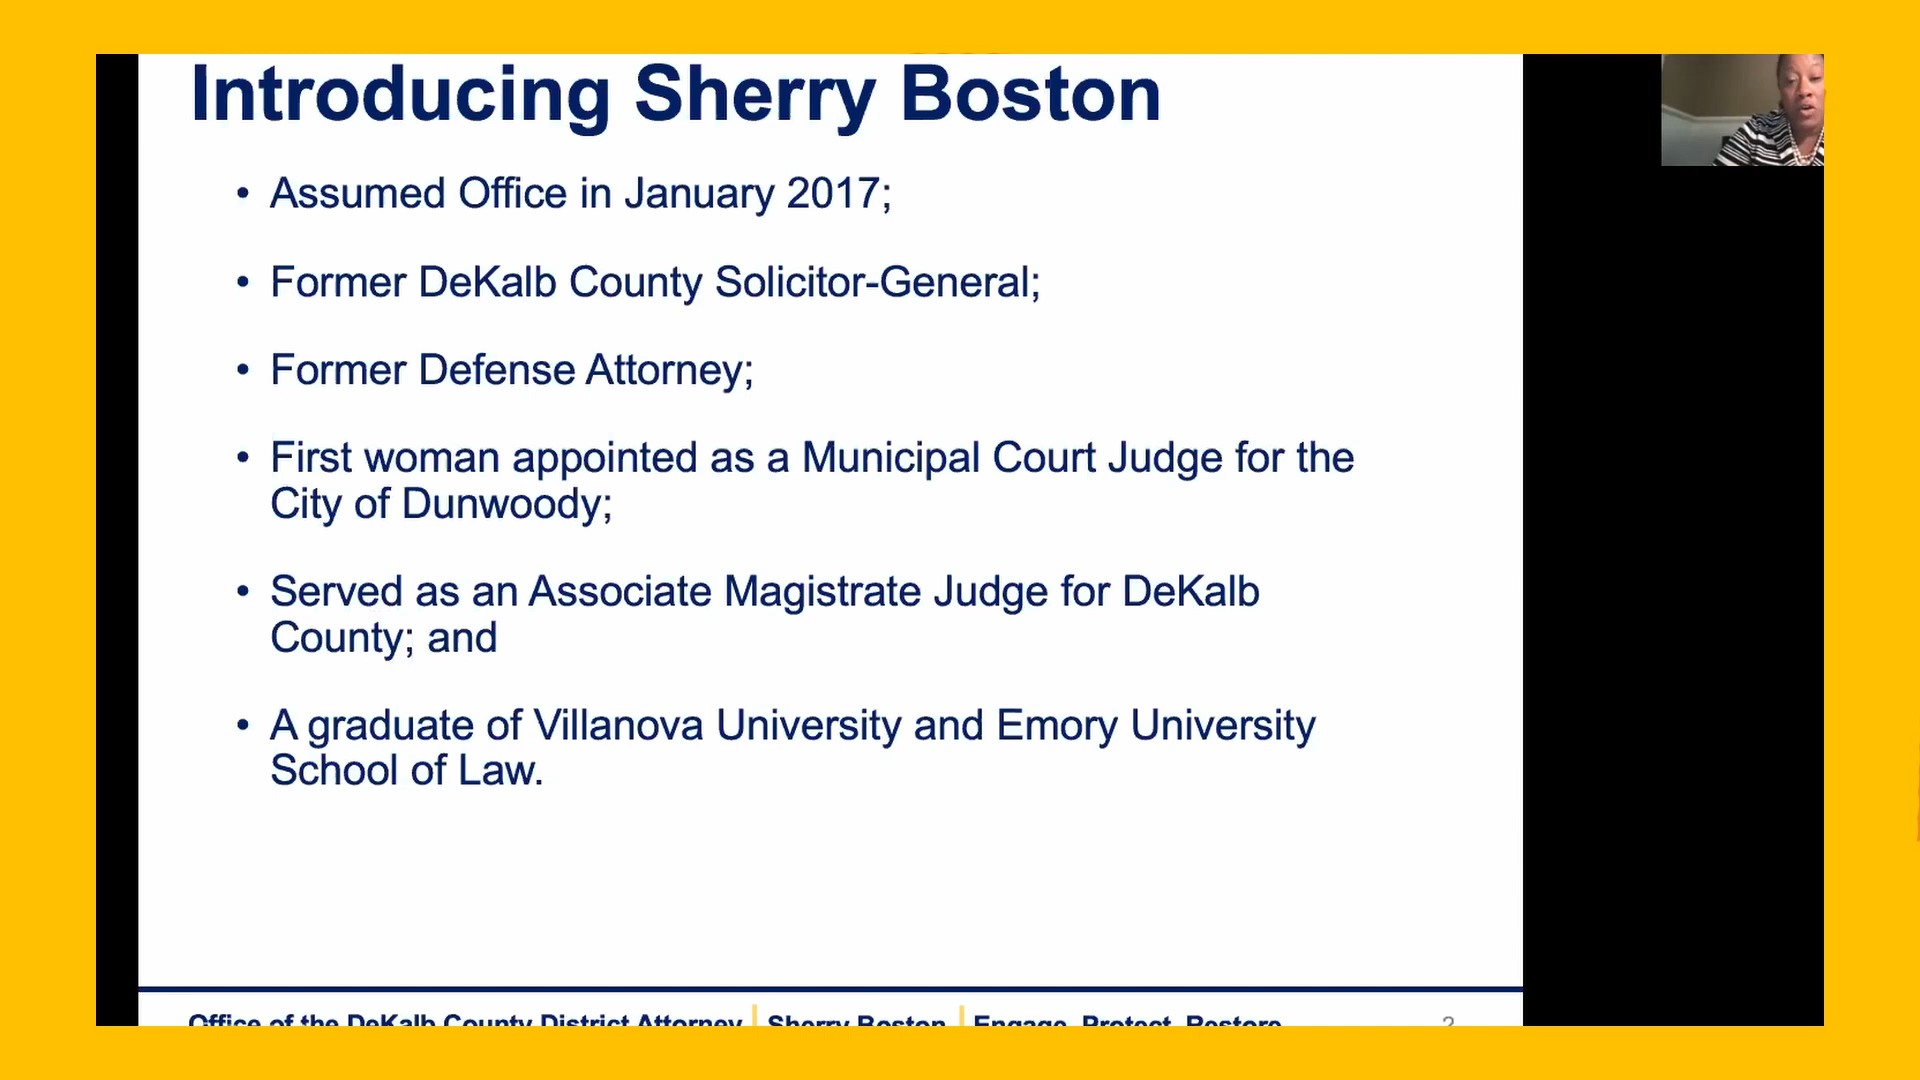 Introducing Sherry Boston
• Assumed Office in January 2017;
• Former DeKalb County Solicitor-General;
• Former Defense Attorney;
• First woman appointed as a Municipal Court Judge for the
City of Dunwoody;
• Served as an Associate Magistrate Judge for DeKalb
County; and
• A graduate of Villanova University and Emory University
School of Law.
Office of the DeKalb County District Attorney | Sherry Boston | Engage. Protect. Restore.
2